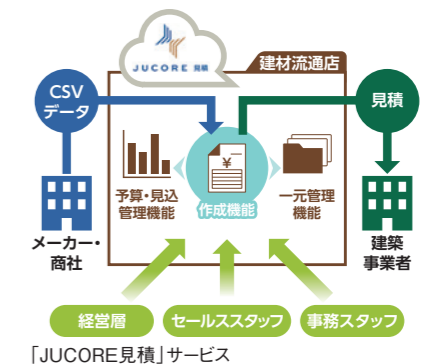 JUCORE 見積
建材流通店
CSV
データ
見積
¥
予算・見込
管理機能
作成機能
一元管理
機能
メーカー・
商社
建築
事業者
経営層
セールススタッフ
事務スタッフ
「JUCORE見積」サービス